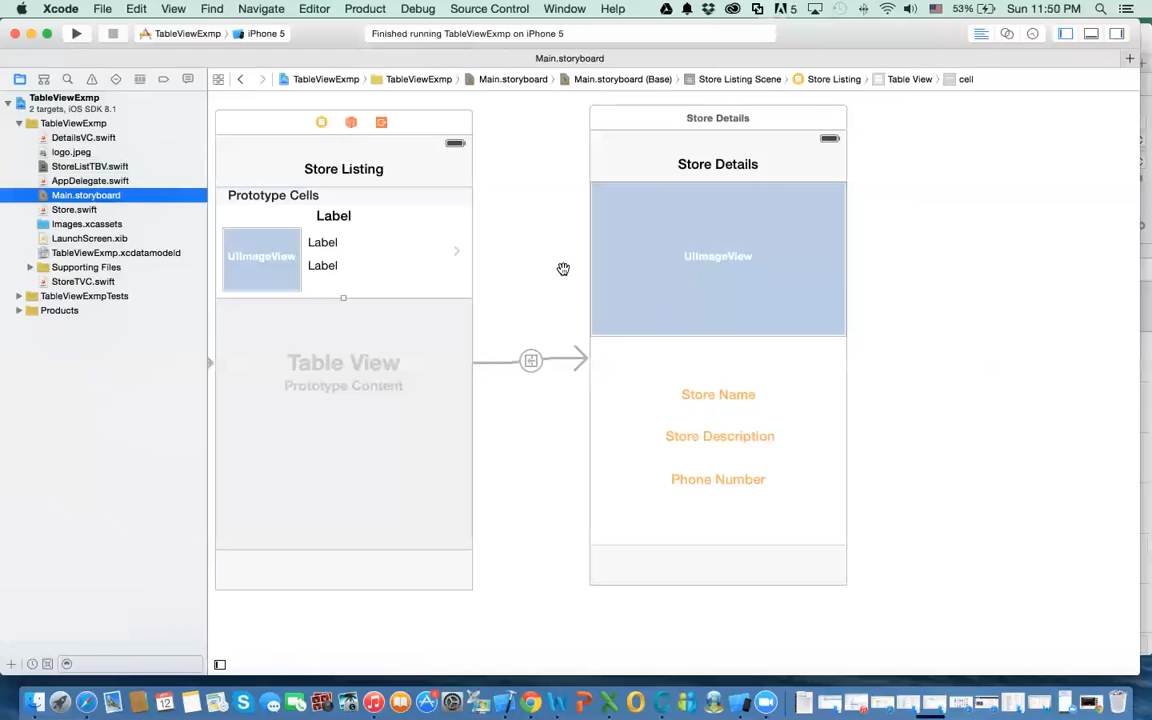 Xcode File Edit View Find Navigate Editor Product Debug Source Control Window Help 5 53% Sun 11:50 PM
TableViewExmp iPhone 5 Finished running TableViewExmp on iPhone 5
Main.storyboard
TableViewExmp TableViewExmp Main.storyboard Main.storyboard (Base) Store Listing Scene Store Listing Table View cell
TableViewExmp
2 targets, iOS SDK 8.1
TableViewExmp
DetailsVC.swift
logo.jpeg
StoreListTBV.swift
AppDelegate.swift
Main.storyboard
Store.swift
Images.xcassets
LaunchScreen.xib
TableViewExmp.xcdatamodeld
Supporting Files
StoreTVC.swift
TableViewExmpTests
Products
Store Listing
Prototype Cells
Label
UIImageView
Label
Label
Table View
Prototype Content
Store Details
Store Details
UIImageView
Store Name
Store Description
Phone Number